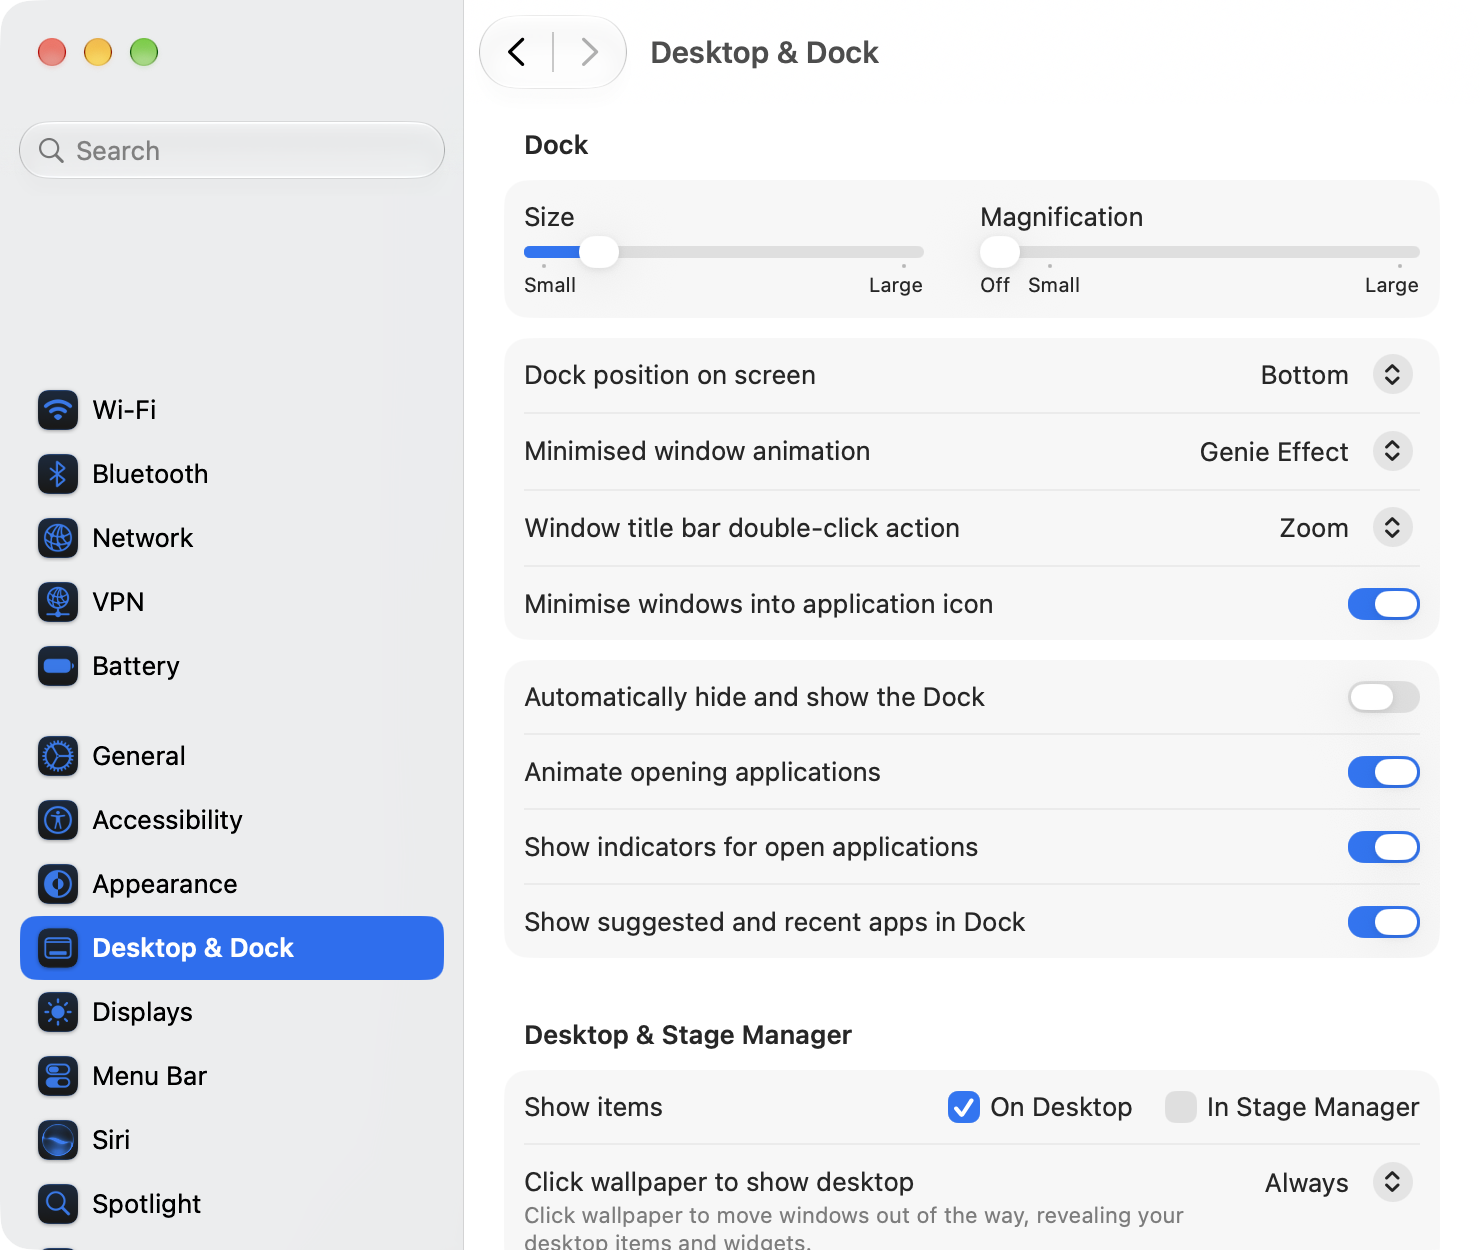 Search
Wi-Fi
Bluetooth
Network
VPN
Battery
General
Accessibility
Appearance
Desktop & Dock
Displays
Menu Bar
Siri
Spotlight
Desktop & Dock
Dock
Size
Small Large
Magnification
Off Small Large
Dock position on screen Bottom
Minimised window animation Genie Effect
Window title bar double-click action Zoom
Minimise windows into application icon
Automatically hide and show the Dock
Animate opening applications
Show indicators for open applications
Show suggested and recent apps in Dock
Desktop & Stage Manager
Show items On Desktop In Stage Manager
Click wallpaper to show desktop Always
Click wallpaper to move windows out of the way, revealing your
desktop items and widgets.